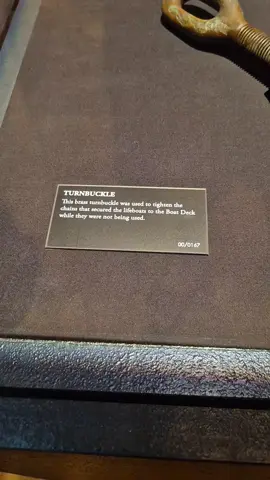 TURNBUCKLE
This brass turnbuckle was used to tighten the
chains that secured the lifeboats to the Boat Deck
while they were not being used.
00/0167